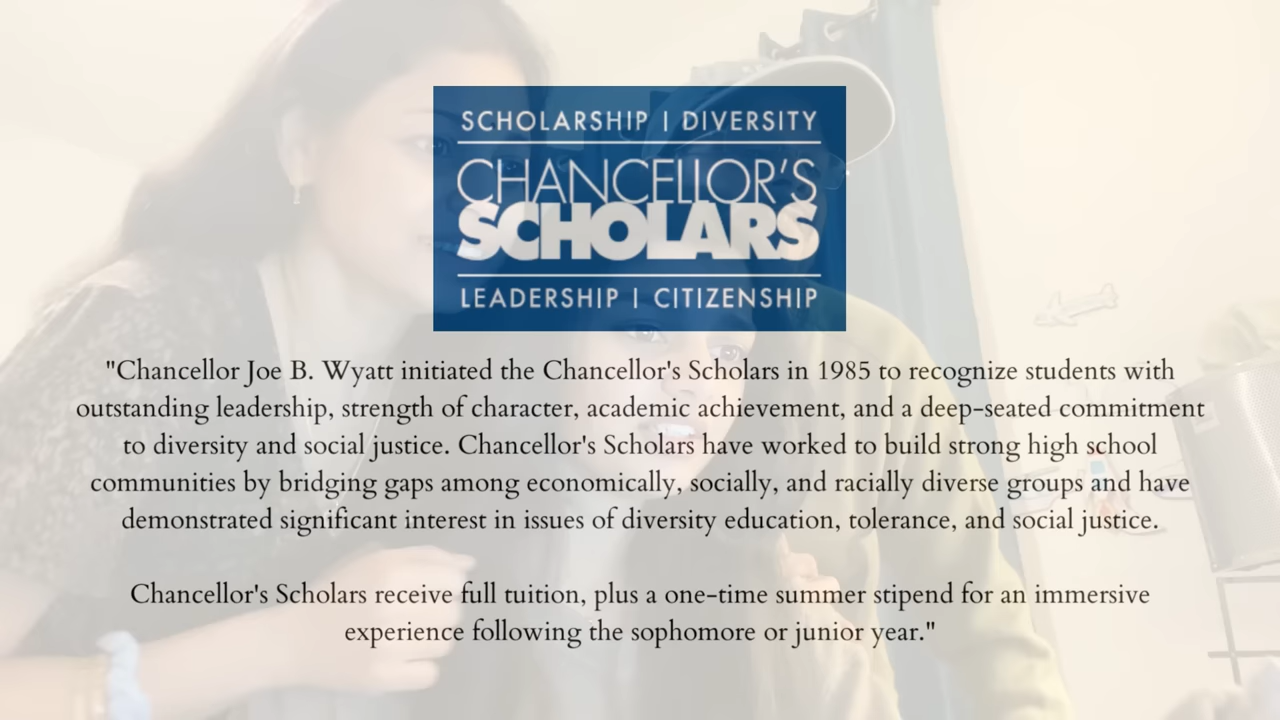 SCHOLARSHIP | DIVERSITY
CHANCELLOR'S
SCHOLARS
LEADERSHIP | CITIZENSHIP
"Chancellor Joe B. Wyatt initiated the Chancellor's Scholars in 1985 to recognize students with
outstanding leadership, strength of character, academic achievement, and a deep-seated commitment
to diversity and social justice. Chancellor's Scholars have worked to build strong high school
communities by bridging gaps among economically, socially, and racially diverse groups and have
demonstrated significant interest in issues of diversity education, tolerance, and social justice.
Chancellor's Scholars receive full tuition, plus a one-time summer stipend for an immersive
experience following the sophomore or junior year."